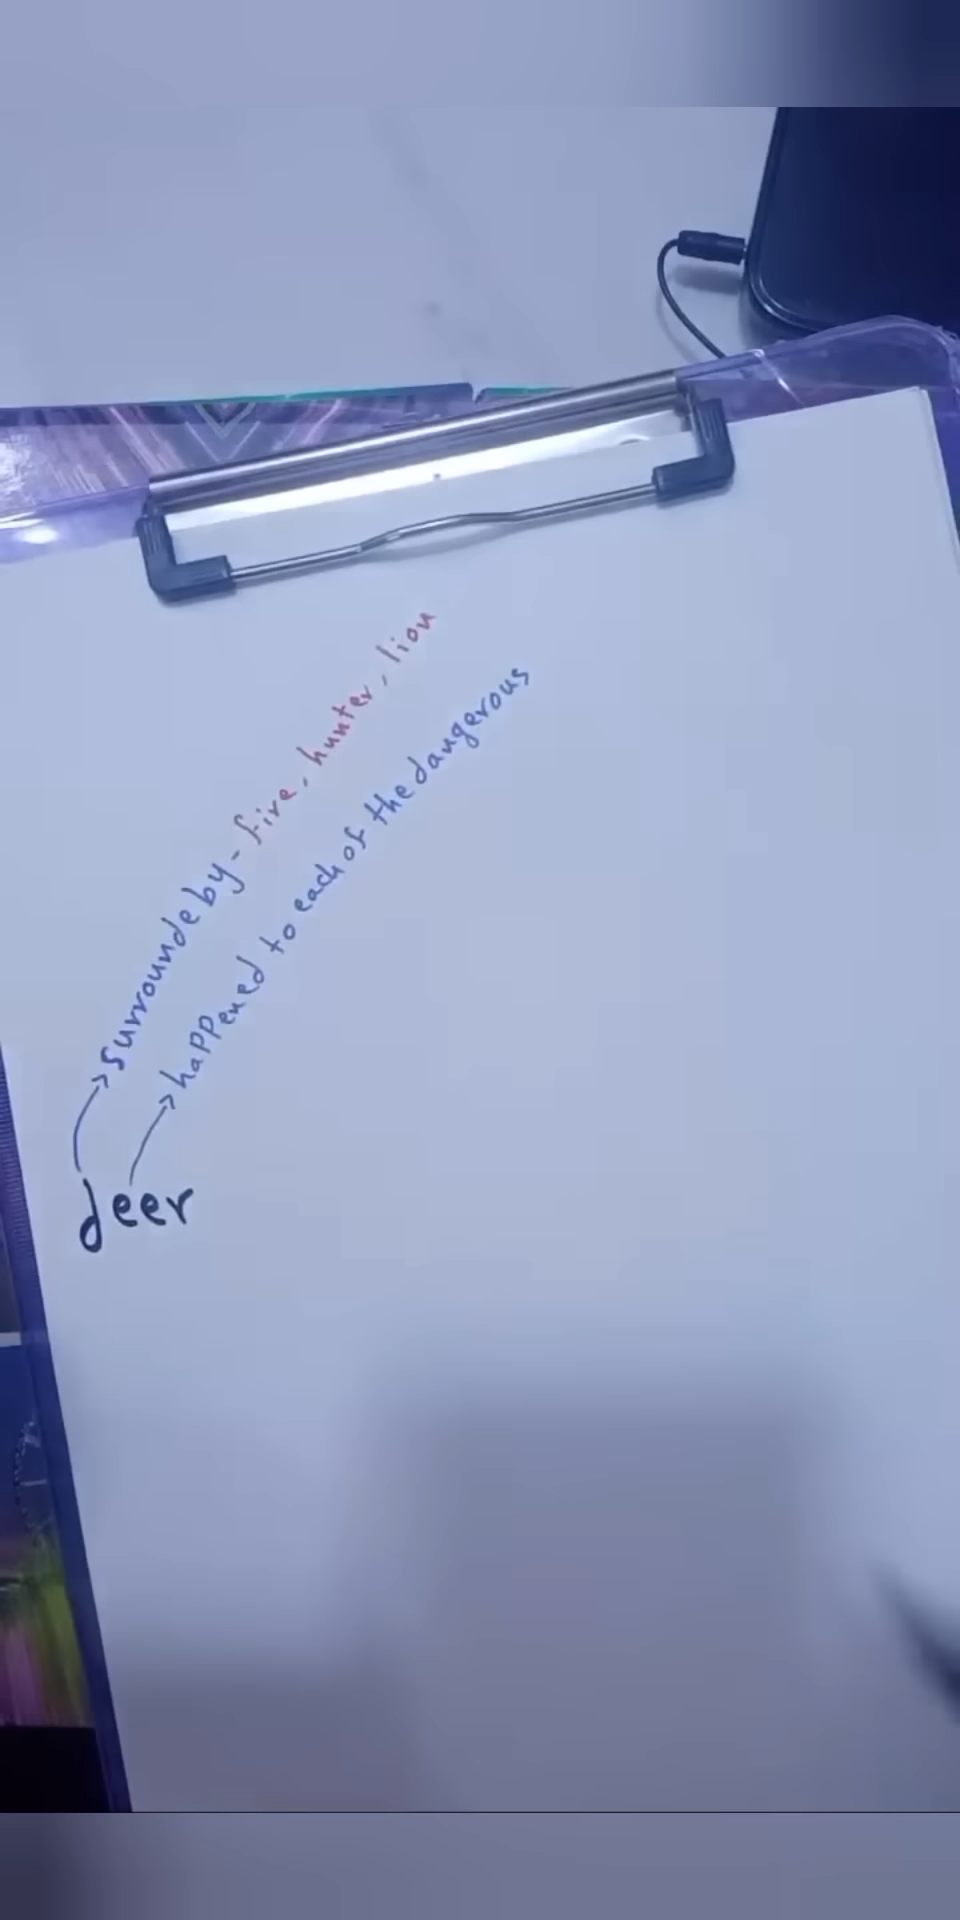 surrounde by - fire, hunter, lion
happened to each of the dangerous
deer